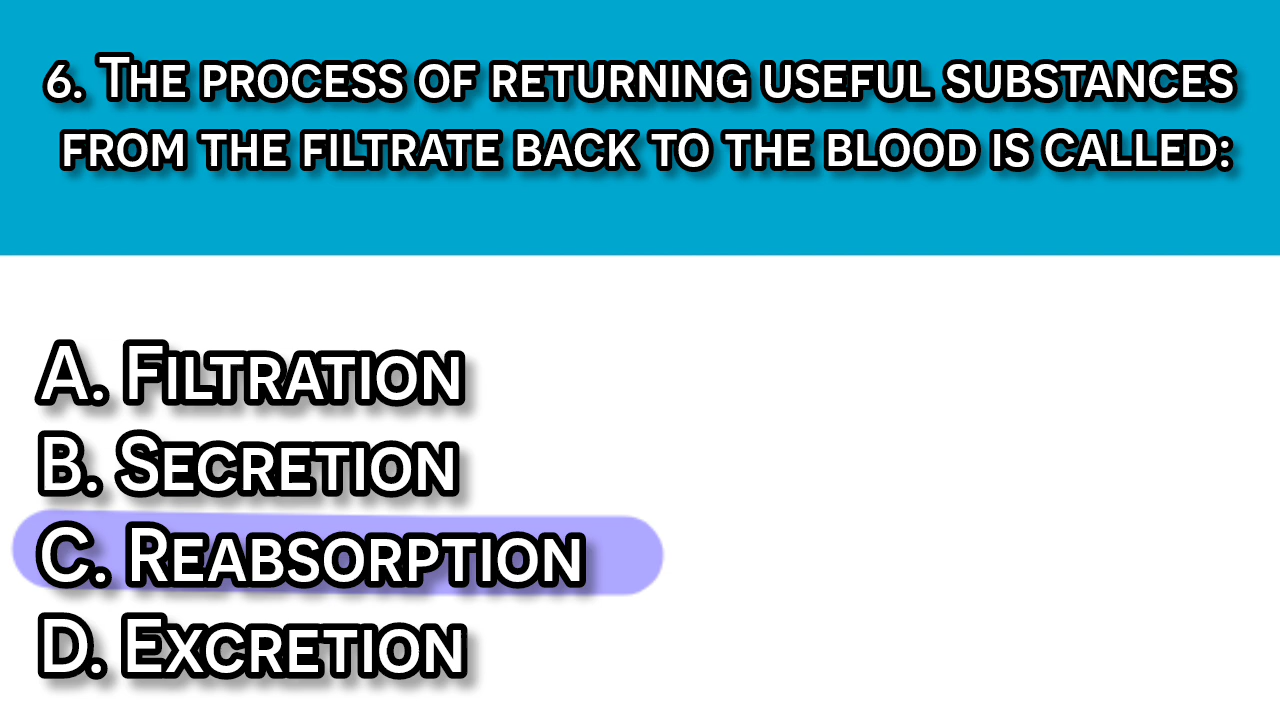 6. The process of returning useful substances
from the filtrate back to the blood is called:
A. Filtration
B. Secretion
C. Reabsorption
D. Excretion